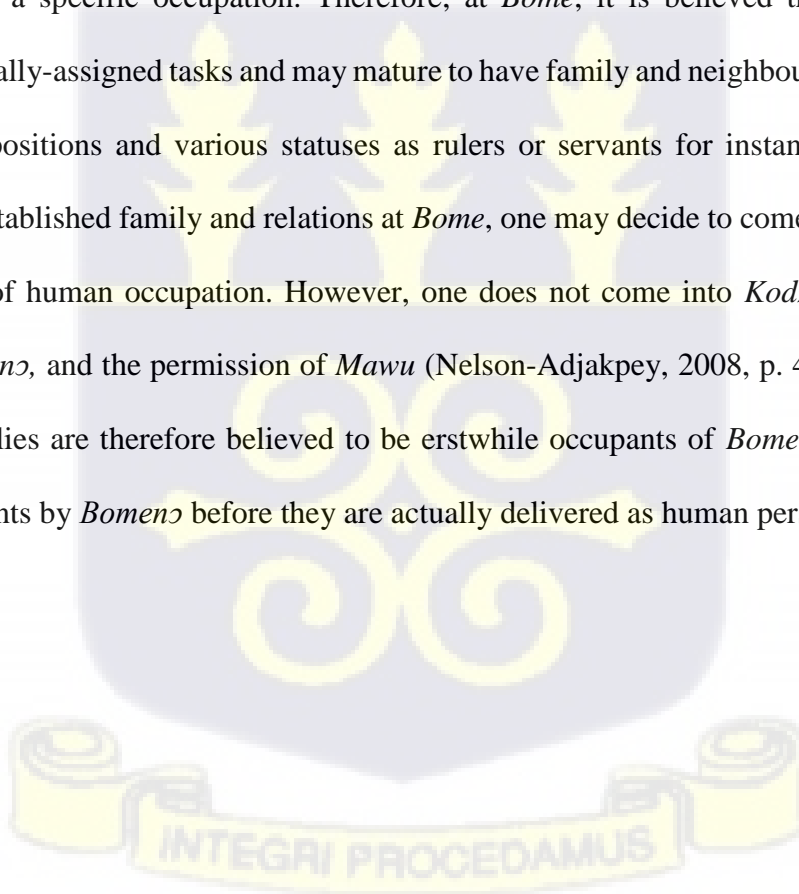 a specific occupation. Therefore, at Bome, it is believed
ally-assigned tasks and may mature to have family and neighbou
ositions and various statuses as rulers or servants for instan
tablished family and relations at Bome, one may decide to come
of human occupation. However, one does not come into Kod
nɔ, and the permission of Mawu (Nelson-Adjakpey, 2008, p. 4
lies are therefore believed to be erstwhile occupants of Bome
nts by Bomenɔ before they are actually delivered as human per
INTEGRI PROCEDAMUS